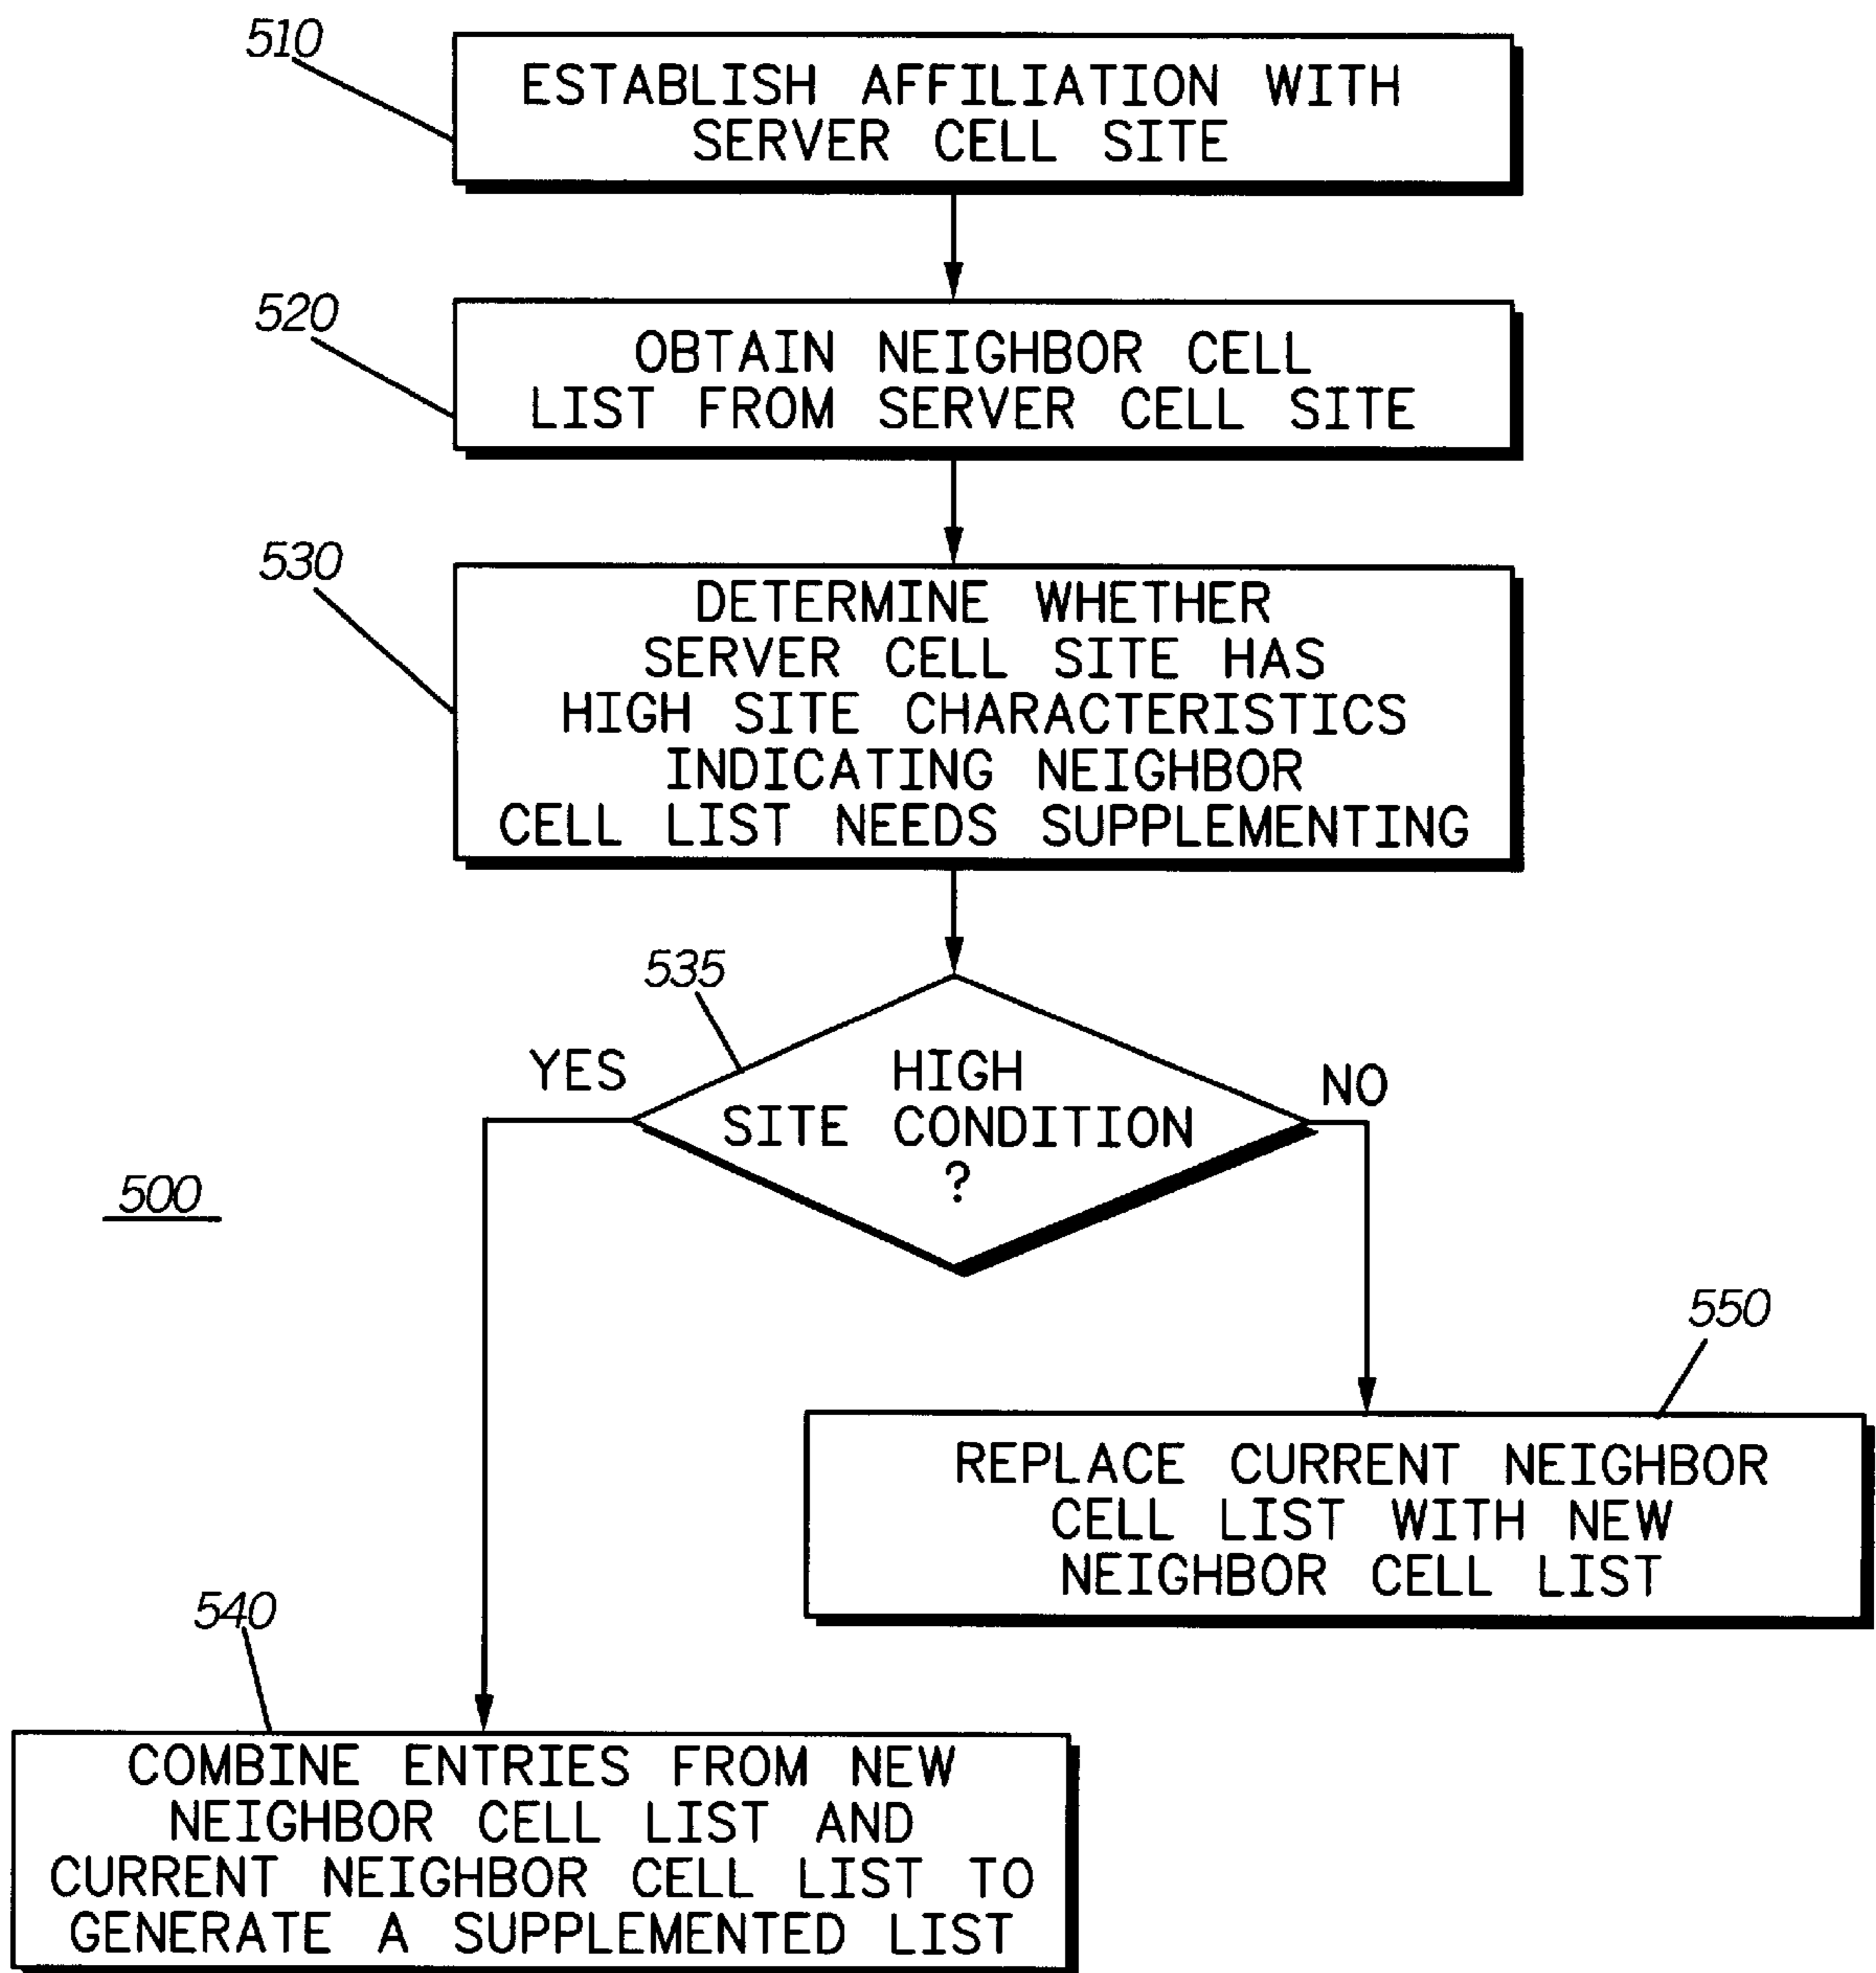 510
ESTABLISH AFFILIATION WITH
SERVER CELL SITE
520
OBTAIN NEIGHBOR CELL
LIST FROM SERVER CELL SITE
530
DETERMINE WHETHER
SERVER CELL SITE HAS
HIGH SITE CHARACTERISTICS
INDICATING NEIGHBOR
CELL LIST NEEDS SUPPLEMENTING
535
YES
HIGH
SITE CONDITION
?
NO
500
550
REPLACE CURRENT NEIGHBOR
CELL LIST WITH NEW
NEIGHBOR CELL LIST
540
COMBINE ENTRIES FROM NEW
NEIGHBOR CELL LIST AND
CURRENT NEIGHBOR CELL LIST TO
GENERATE A SUPPLEMENTED LIST